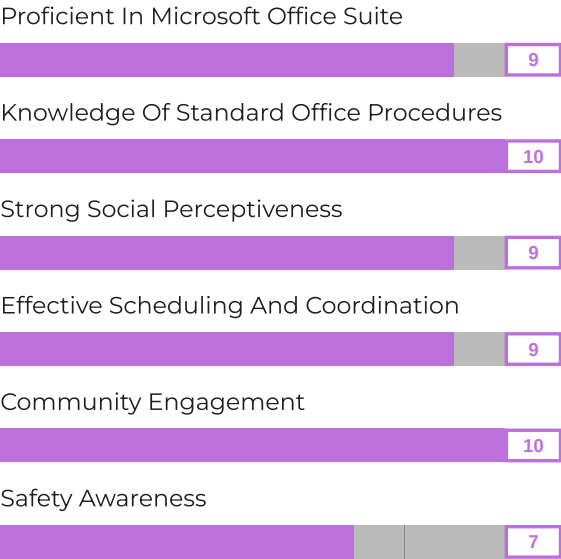 Proficient In Microsoft Office Suite
9
Knowledge Of Standard Office Procedures
10
Strong Social Perceptiveness
9
Effective Scheduling And Coordination
9
Community Engagement
10
Safety Awareness
7